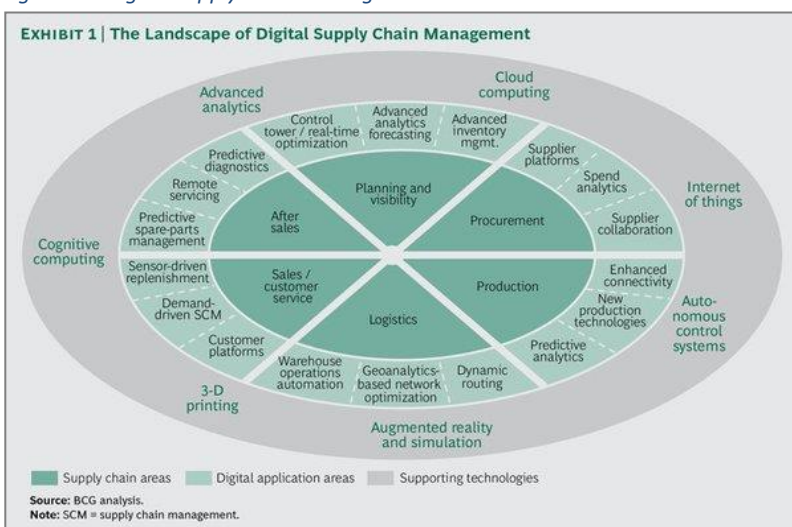 EXHIBIT 1 | The Landscape of Digital Supply Chain Management
Advanced
analytics
Cloud
computing
Control
tower / real-time
optimization
Advanced
analytics
forecasting
Advanced
inventory
mgmt.
Predictive
diagnostics
Remote
servicing
Predictive
spare-parts
management
Supplier
platforms
Spend
analytics
Supplier
collaboration
Planning and
visibility
After
sales
Procurement
Internet
of things
Cognitive
computing
Sensor-driven
replenishment
Demand-
driven SCM
Customer
platforms
Sales /
customer
service
Logistics
Production
Enhanced
connectivity
New
production
technologies
Predictive
analytics
Auto-
nomous
control
systems
Warehouse
operations
automation
Geoanalytics-
based network
optimization
Dynamic
routing
3-D
printing
Augmented reality
and simulation
Supply chain areas
Digital application areas
Supporting technologies
Source: BCG analysis.
Note: SCM = supply chain management.